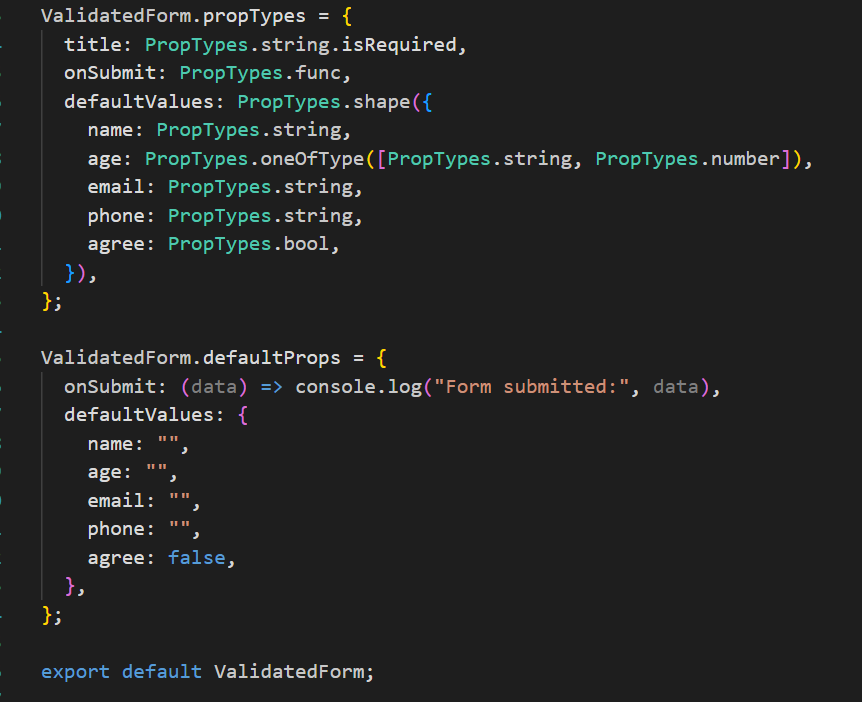 ValidatedForm.propTypes = {
  title: PropTypes.string.isRequired,
  onSubmit: PropTypes.func,
  defaultValues: PropTypes.shape({
    name: PropTypes.string,
    age: PropTypes.oneOfType([PropTypes.string, PropTypes.number]),
    email: PropTypes.string,
    phone: PropTypes.string,
    agree: PropTypes.bool,
  }),
};

ValidatedForm.defaultProps = {
  onSubmit: (data) => console.log("Form submitted:", data),
  defaultValues: {
    name: "",
    age: "",
    email: "",
    phone: "",
    agree: false,
  },
};

export default ValidatedForm;